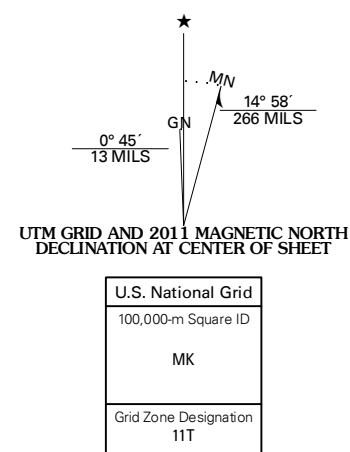 ★
MN
GN
14° 58´
266 MILS
0° 45´
13 MILS
UTM GRID AND 2011 MAGNETIC NORTH
DECLINATION AT CENTER OF SHEET
U.S. National Grid
100,000-m Square ID
MK
Grid Zone Designation
11T